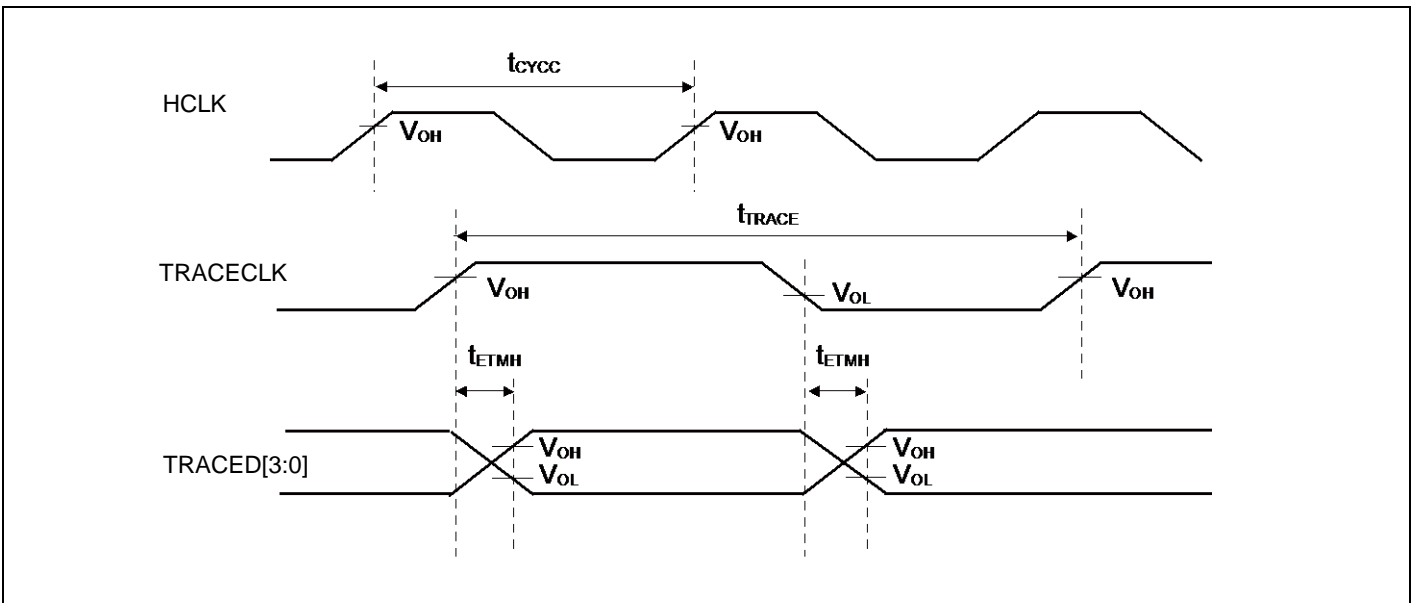 tCYCC
HCLK
VOH VOH
tTRACE
TRACECLK
VOH VOL VOH
tETMH tETMH
TRACED[3:0]
VOH VOH
VOL VOL